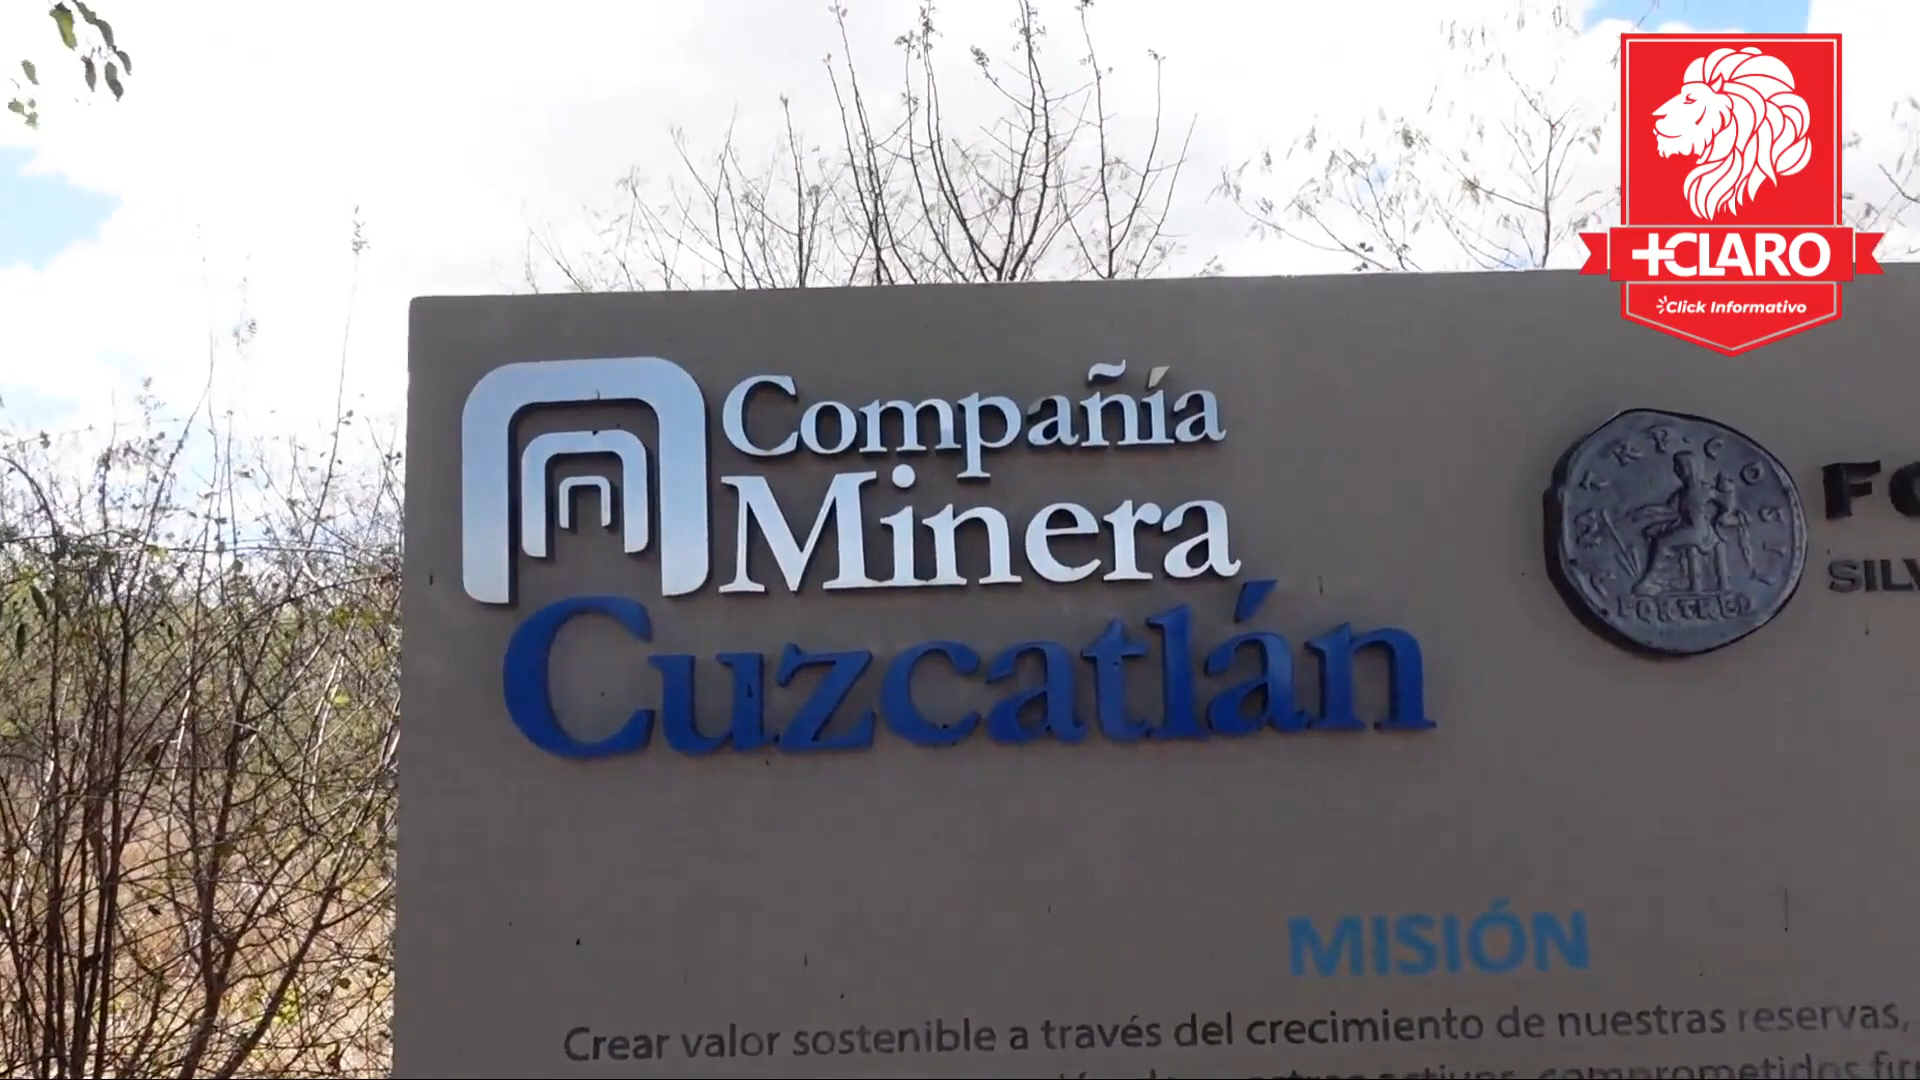 +CLARO
Click Informativo
Compañía
Minera
Cuzcatlán
MISIÓN
Crear valor sostenible a través del crecimiento de nuestras reservas,